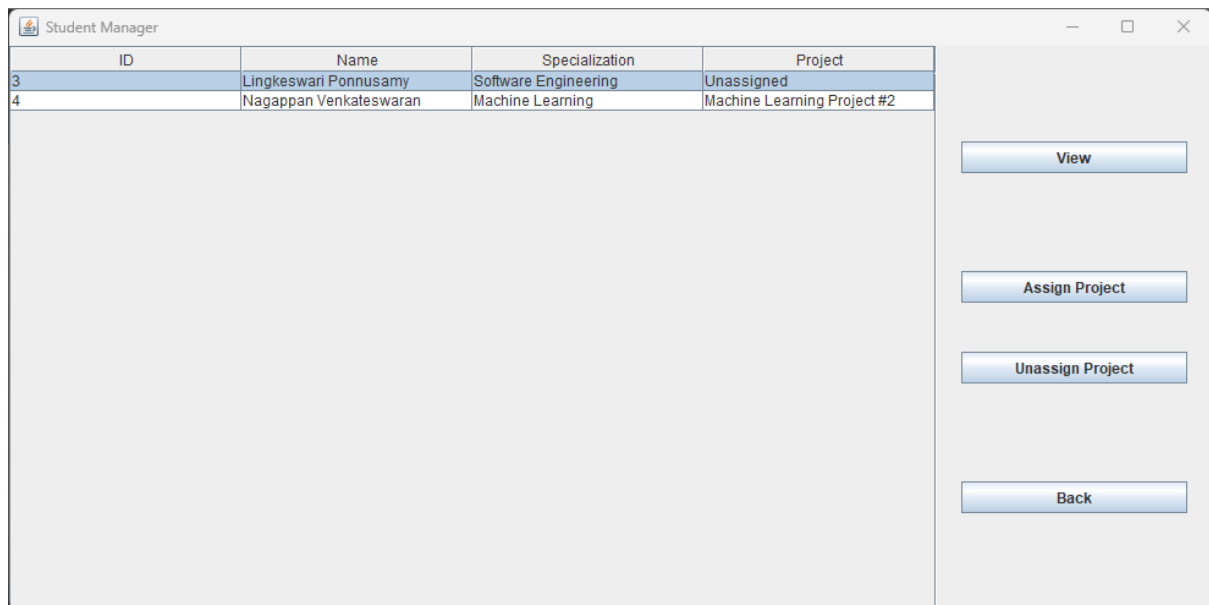 Student Manager
ID Name Specialization Project
3 Lingkeswari Ponnusamy Software Engineering Unassigned
4 Nagappan Venkateswaran Machine Learning Machine Learning Project #2
View
Assign Project
Unassign Project
Back